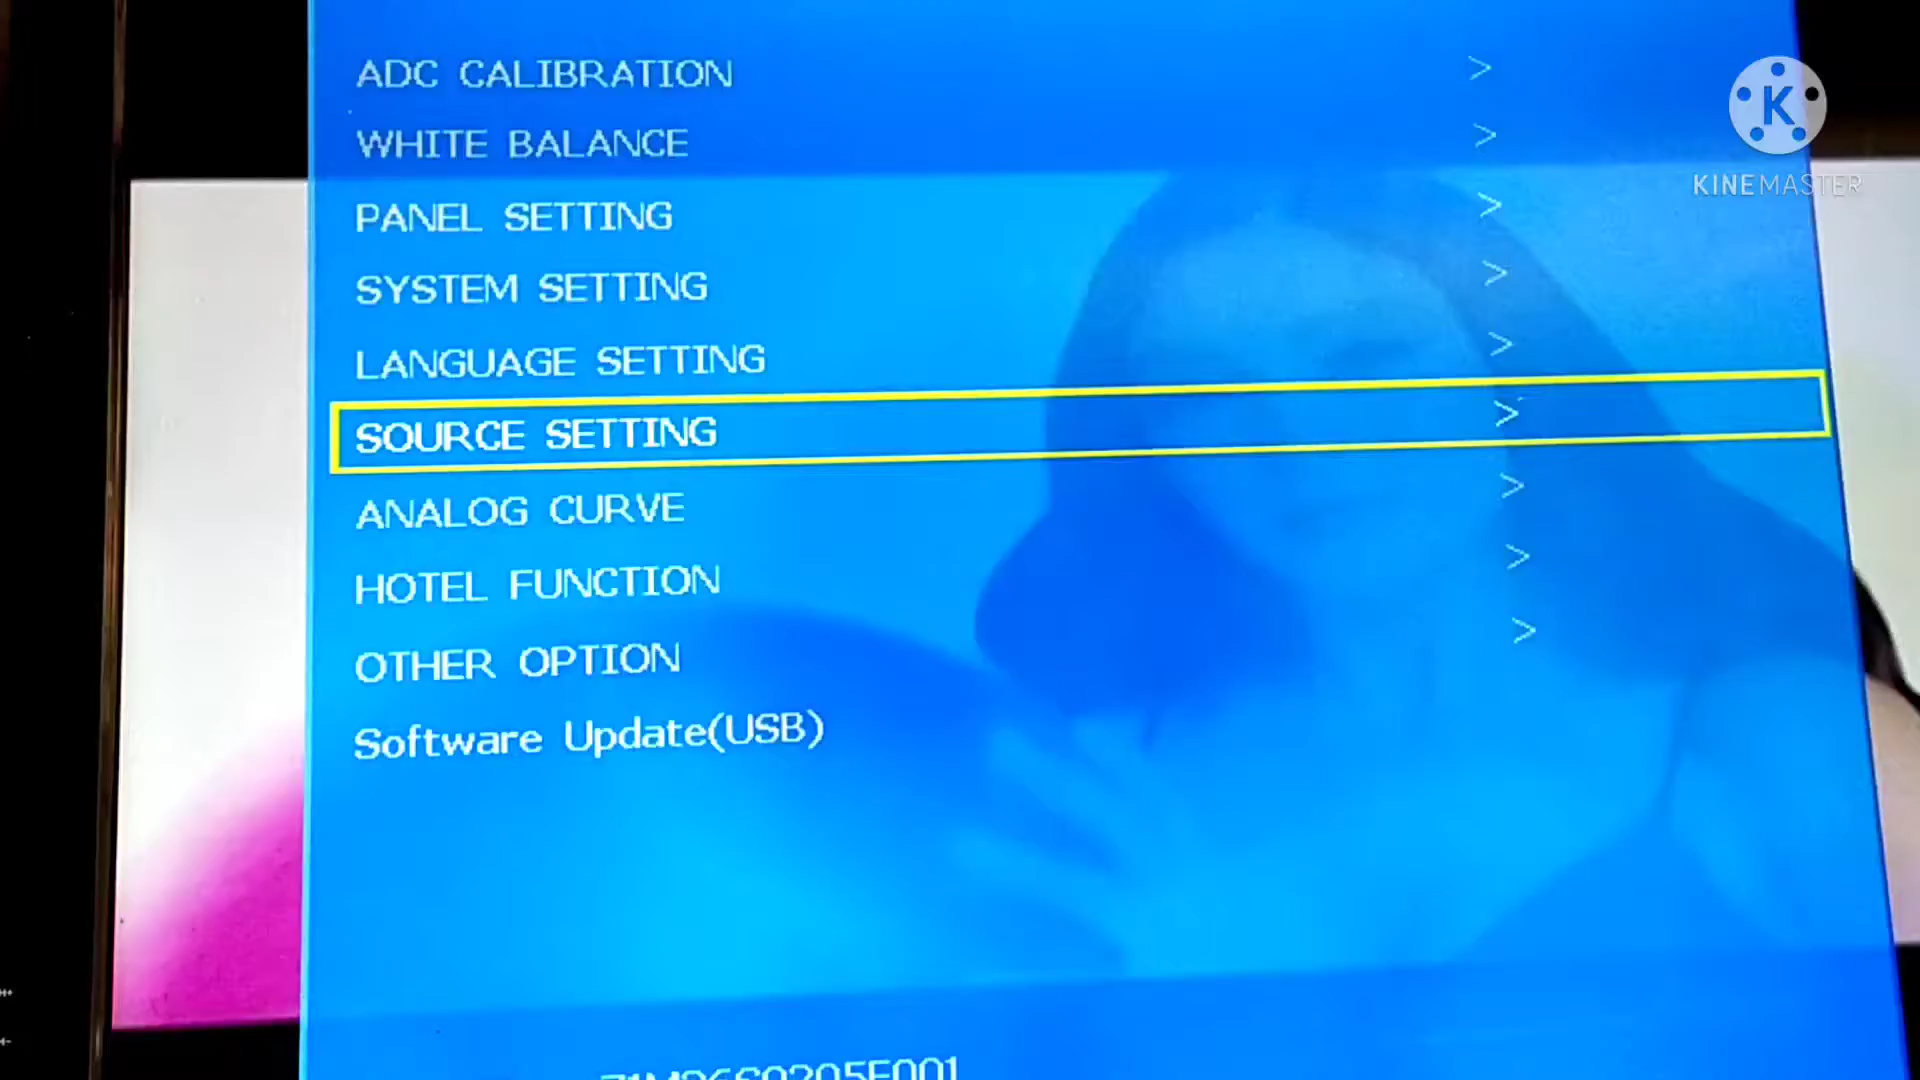 ADC CALIBRATION >
WHITE BALANCE >
PANEL SETTING >
SYSTEM SETTING >
LANGUAGE SETTING >
SOURCE SETTING >
ANALOG CURVE >
HOTEL FUNCTION >
OTHER OPTION >
Software Update(USB)
K
KINEMASTER